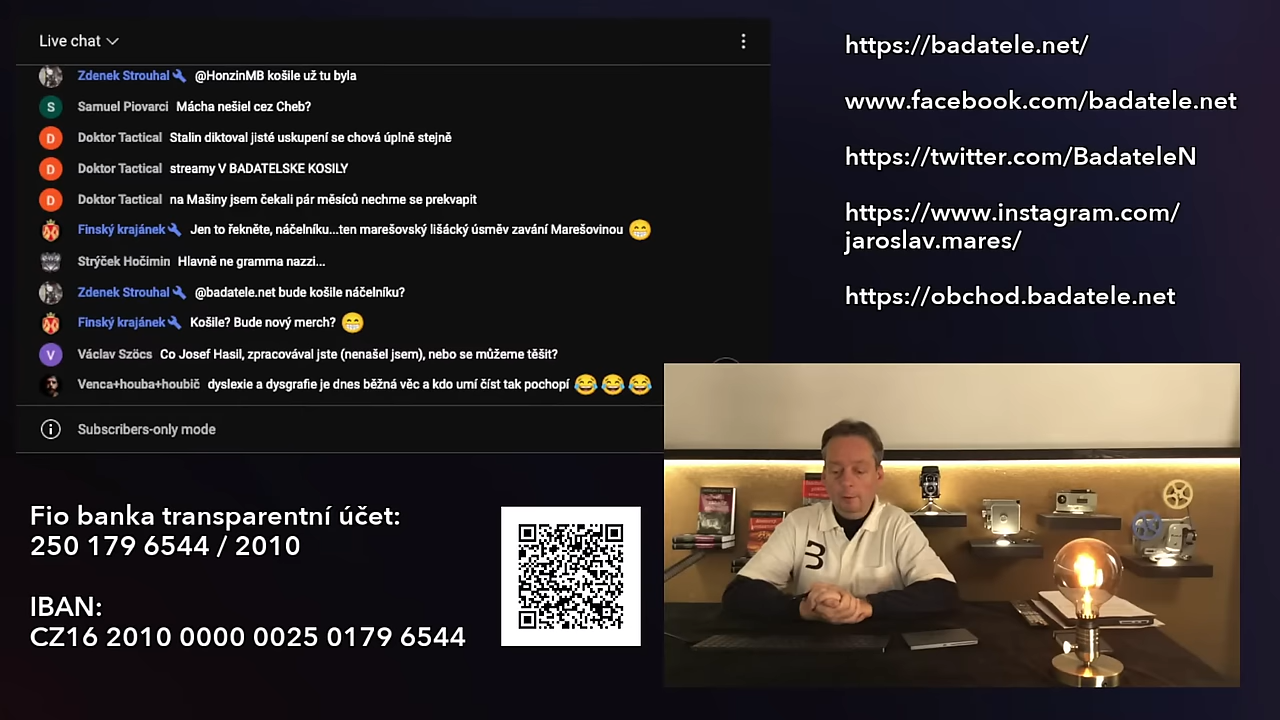 Live chat
Zdenek Strouhal @HonzinMB košile už tu byla
S Samuel Piovarci Mácha nešiel cez Cheb?
D Doktor Tactical Stalin diktoval jisté uskupení se chová úplně stejně
D Doktor Tactical streamy V BADATELSKE KOSILY
D Doktor Tactical na Mašiny jsem čekali pár měsíců nechme se prekvapit
Finský krajánek Jen to řekněte, náčelníku...ten marešovský lišácký úsměv zavání Marešovinou 😁
Strýček Hočimin Hlavně ne gramma nazzi...
Zdenek Strouhal @badatele.net bude košile náčelníku?
Finský krajánek Košile? Bude nový merch? 😁
V Václav Szöcs Co Josef Hasil, zpracovával jste (nenašel jsem), nebo se můžeme těšit?
Venca+houba+houbič dyslexie a dysgrafie je dnes běžná věc a kdo umí číst tak pochopí 😂😂😂
Subscribers-only mode
https://badatele.net/
www.facebook.com/badatele.net
https://twitter.com/BadateleN
https://www.instagram.com/
jaroslav.mares/
https://obchod.badatele.net
Fio banka transparentní účet:
250 179 6544 / 2010
IBAN:
CZ16 2010 0000 0025 0179 6544
B